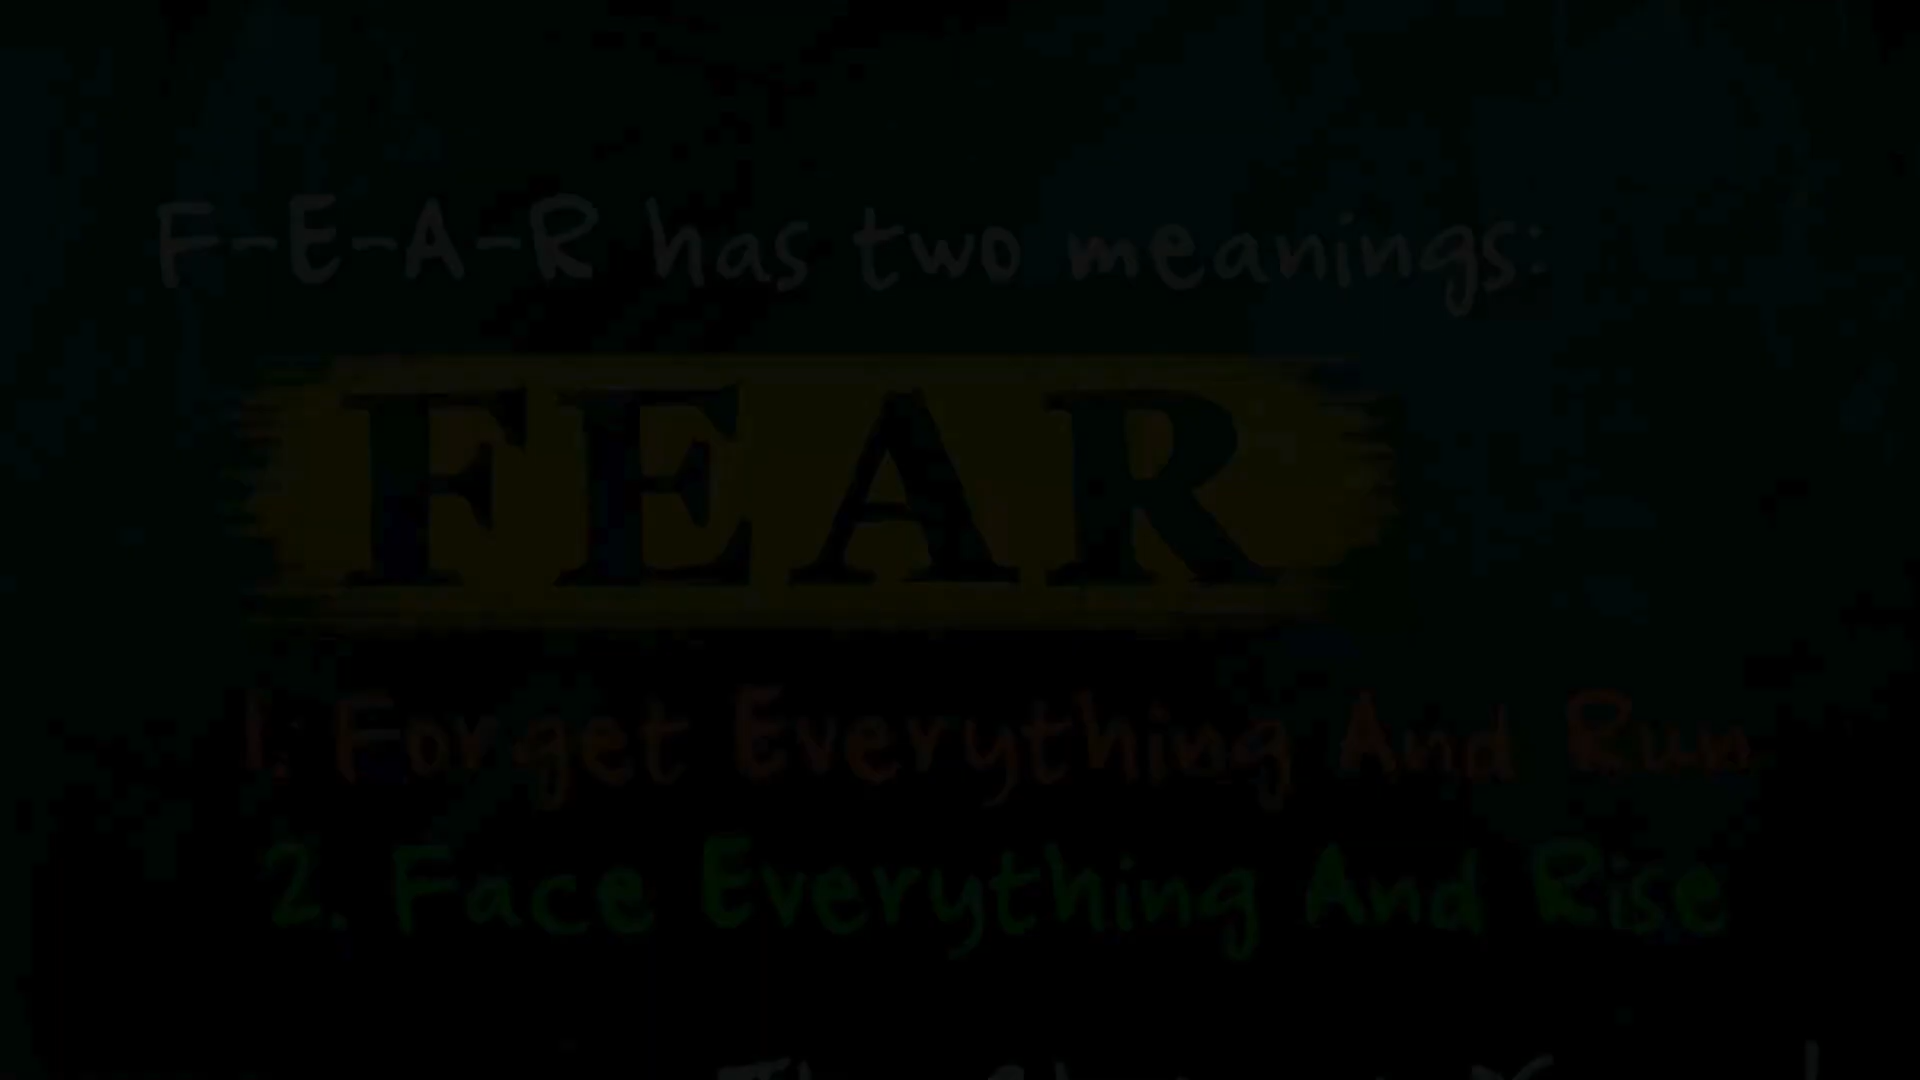 F-E-A-R has two meanings:
FEAR
1. Forget Everything And Run
2. Face Everything And Rise